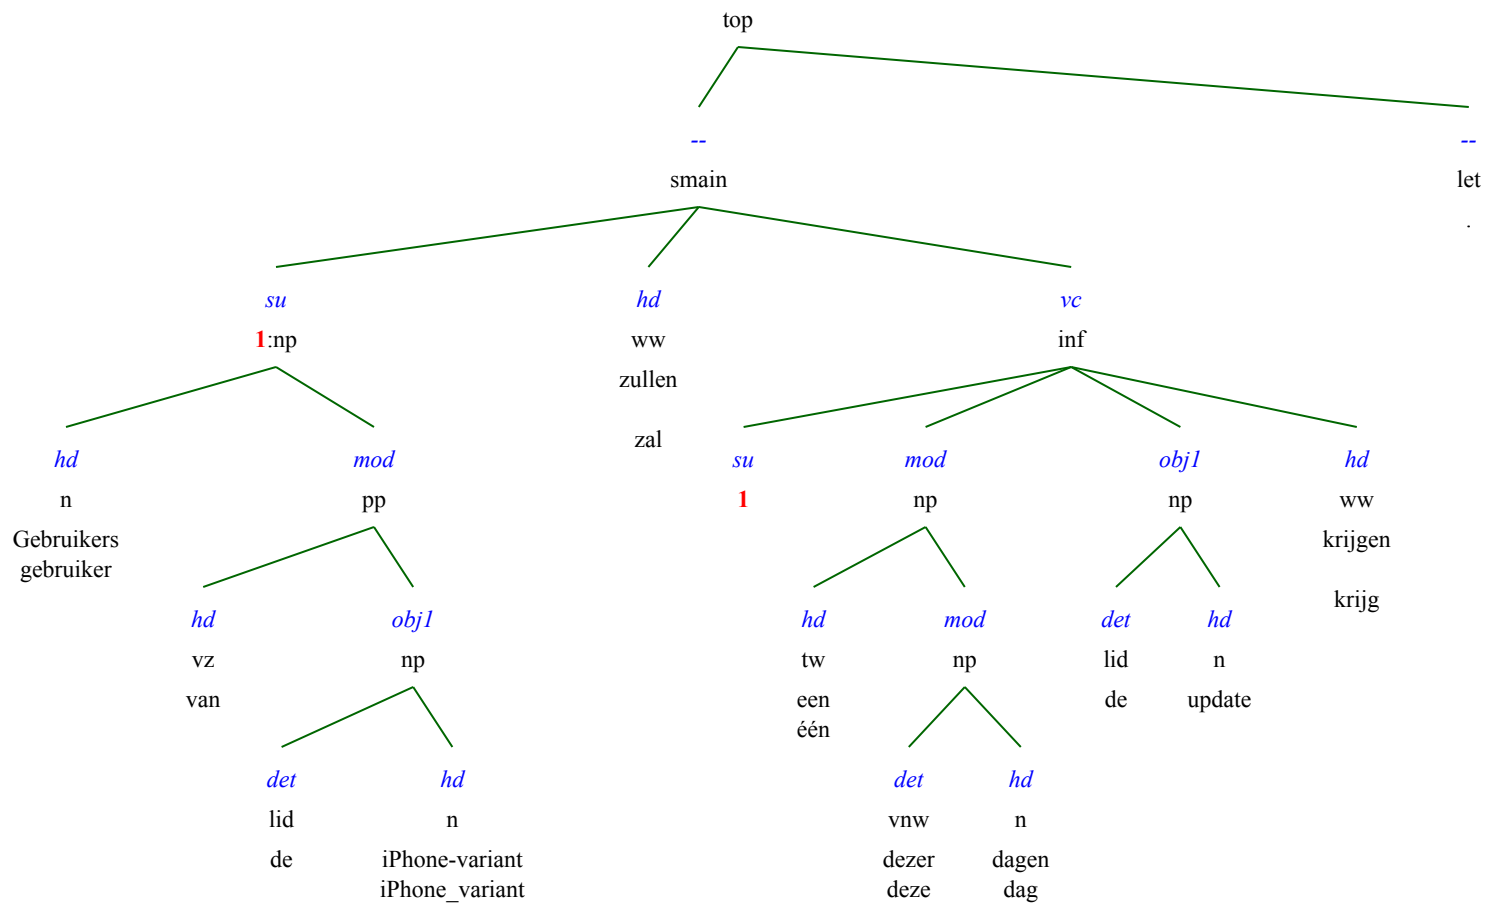 top
-- --
smain let
.
su hd vc
1:np ww inf
zullen
zal
hd mod su mod obj1 hd
n pp 1 np np ww
Gebruikers krijgen
gebruiker
krijg
hd obj1 hd mod det hd
vz np tw np lid n
van een de update
één
det hd det hd
lid n vnw n
de iPhone-variant dezer dagen
iPhone_variant deze dag